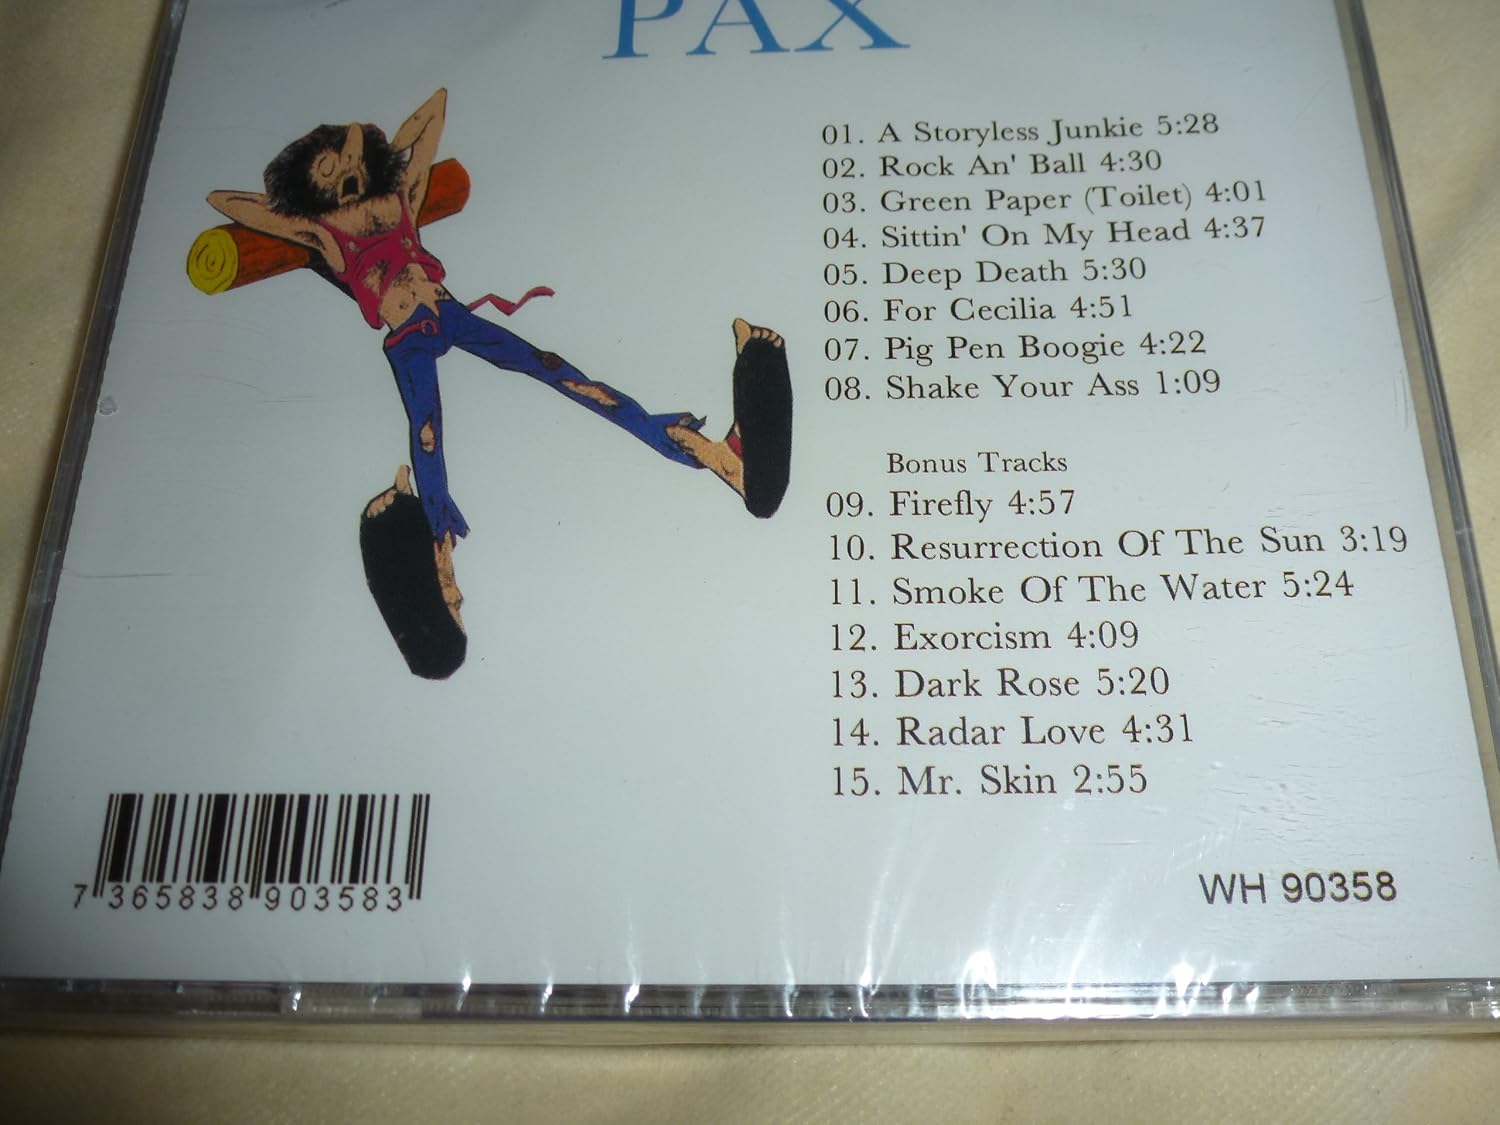 PAX
01. A Storyless Junkie 5:28
02. Rock An' Ball 4:30
03. Green Paper (Toilet) 4:01
04. Sittin' On My Head 4:37
05. Deep Death 5:30
06. For Cecilia 4:51
07. Pig Pen Boogie 4:22
08. Shake Your Ass 1:09
Bonus Tracks
09. Firefly 4:57
10. Resurrection Of The Sun 3:19
11. Smoke Of The Water 5:24
12. Exorcism 4:09
13. Dark Rose 5:20
14. Radar Love 4:31
15. Mr. Skin 2:55
7 365838 903583
WH 90358